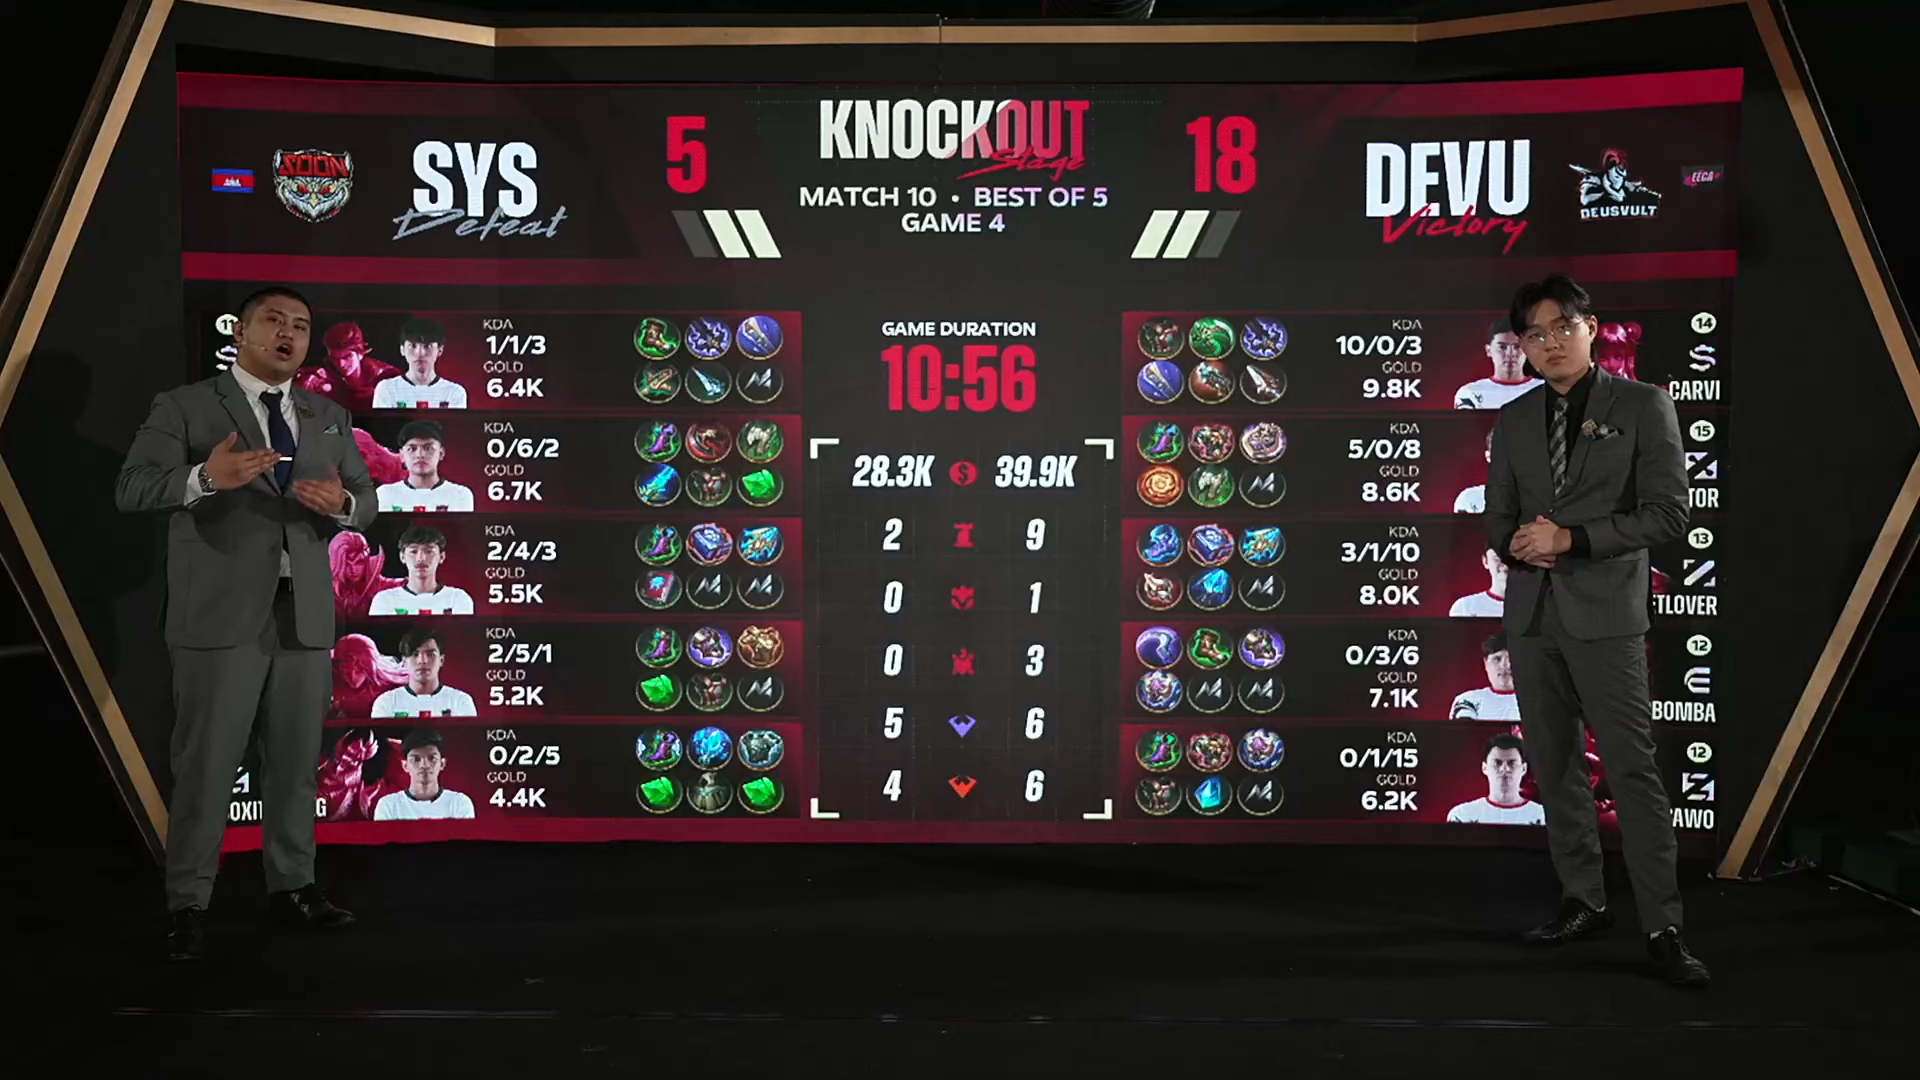 KNOCKOUT
Stage
MATCH 10 • BEST OF 5
GAME 4
SOON
SYS
Defeat
5
18
DEVU
Victory
DEUSVULT
EECA
GAME DURATION
10:56
28.3K 39.9K
2 9
0 1
0 3
5 6
4 6
11
KDA
1/1/3
GOLD
6.4K
KDA
0/6/2
GOLD
6.7K
KDA
2/4/3
GOLD
5.5K
KDA
2/5/1
GOLD
5.2K
KDA
0/2/5
GOLD
4.4K
KDA
10/0/3
GOLD
9.8K
14
CARVI
KDA
5/0/8
GOLD
8.6K
15
TOR
KDA
3/1/10
GOLD
8.0K
13
TLOVER
KDA
0/3/6
GOLD
7.1K
12
BOMBA
KDA
0/1/15
GOLD
6.2K
12
AWO